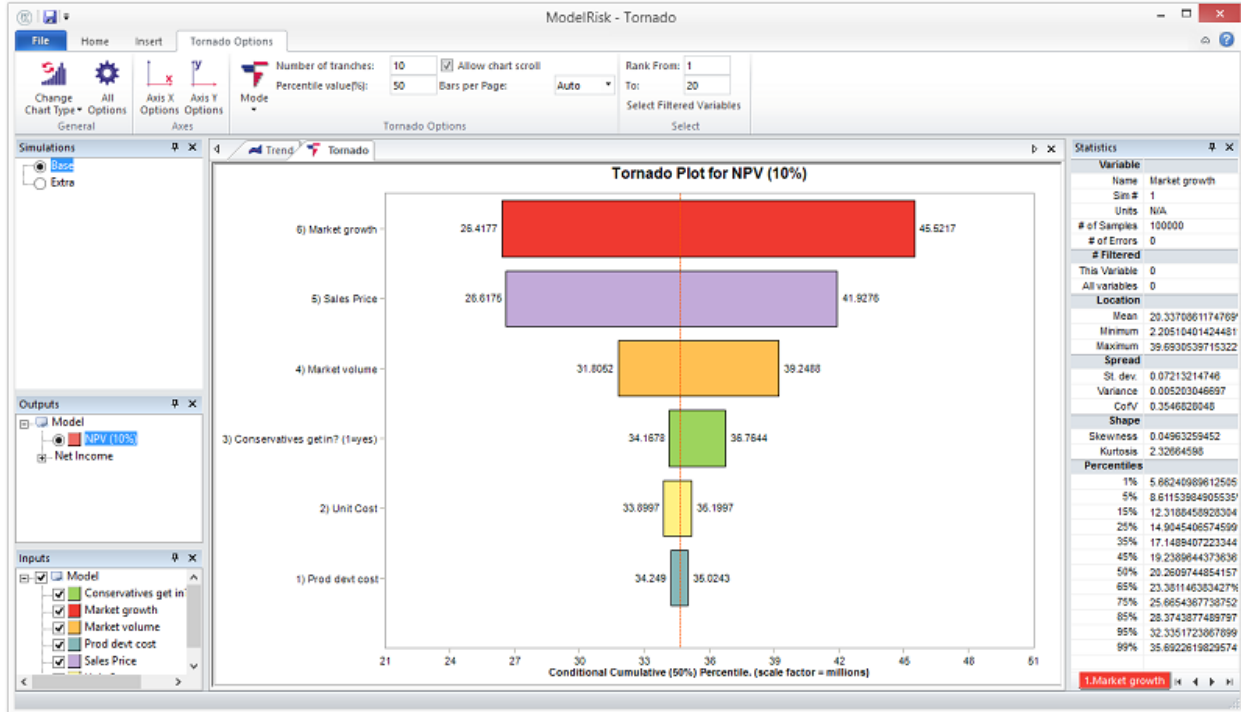 ModelRisk - Tornado
File Home Insert Tornado Options
Change Chart Type
All Options
General
Axis X Options
Axis Y Options
Axes
Mode
Number of tranches: 10
Percentile value(%): 50
Allow chart scroll
Bars per Page: Auto
Tornado Options
Rank From: 1
To: 20
Select Filtered Variables
Select
Simulations
Base
Extra
Outputs
Model
NPV (10%)
Net Income
Inputs
Model
Conservatives get in
Market growth
Market volume
Prod devt cost
Sales Price
Trend Tornado
Tornado Plot for NPV (10%)
6) Market growth 26.4177 45.5217
5) Sales Price 26.6176 41.9276
4) Market volume 31.8052 39.2488
3) Conservatives get in? (1=yes) 34.1678 36.7644
2) Unit Cost 33.8997 35.1997
1) Prod devt cost 34.249 35.0243
21 24 27 30 33 36 39 42 45 48 51
Conditional Cumulative (50%) Percentile. (scale factor = millions)
Statistics
Variable
Name Market growth
Sim # 1
Units N/A
# of Samples 100000
# of Errors 0
# Filtered
This Variable 0
All variables 0
Location
Mean 20.3370861174769
Minimum 2.20510401424481
Maximum 39.6930539715322
Spread
St. dev. 0.07213214746
Variance 0.005203046697
CofV 0.3546828048
Shape
Skewness 0.04963259452
Kurtosis 2.32664598
Percentiles
1% 5.66240989612505
5% 8.61153984905535
15% 12.3188458928304
25% 14.9045406574599
35% 17.1489407223344
45% 19.2389644373636
50% 20.2609744854157
65% 23.381146383427%
75% 25.6654367738752
85% 28.3743877489797
95% 32.3351723867899
99% 35.6922619829574
1.Market growth